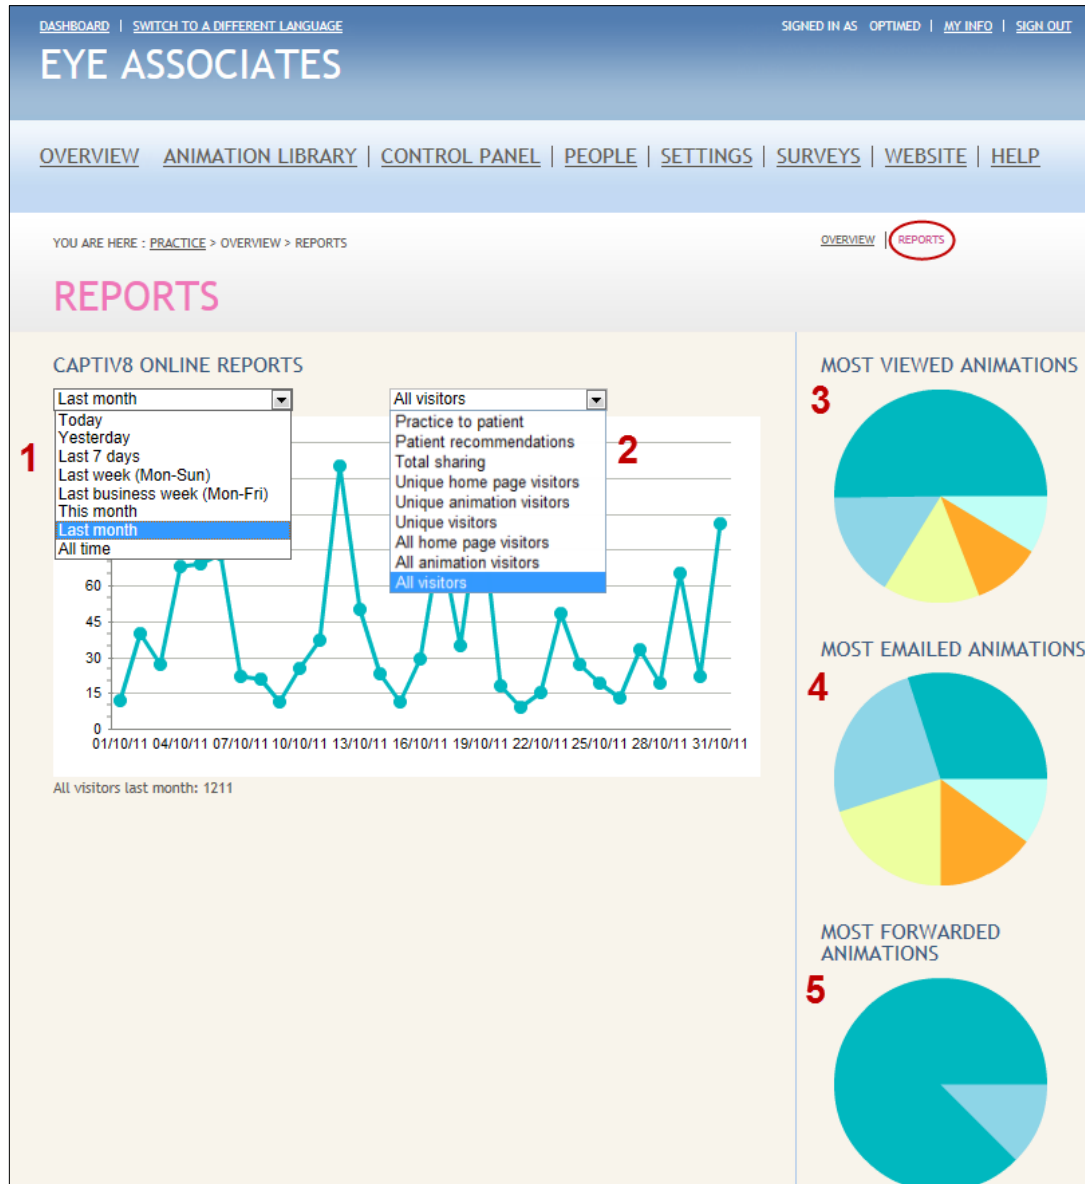 DASHBOARD | SWITCH TO A DIFFERENT LANGUAGE
SIGNED IN AS OPTIMED | MY INFO | SIGN OUT
EYE ASSOCIATES
OVERVIEW ANIMATION LIBRARY | CONTROL PANEL | PEOPLE | SETTINGS | SURVEYS | WEBSITE | HELP
YOU ARE HERE : PRACTICE > OVERVIEW > REPORTS
OVERVIEW | REPORTS
REPORTS
CAPTIV8 ONLINE REPORTS
Last month
Today
Yesterday
Last 7 days
Last week (Mon-Sun)
Last business week (Mon-Fri)
This month
Last month
All time
1
All visitors
Practice to patient
Patient recommendations
Total sharing
Unique home page visitors
Unique animation visitors
Unique visitors
All home page visitors
All animation visitors
All visitors
2
60
45
30
15
0
01/10/11 04/10/11 07/10/11 10/10/11 13/10/11 16/10/11 19/10/11 22/10/11 25/10/11 28/10/11 31/10/11
All visitors last month: 1211
MOST VIEWED ANIMATIONS
3
MOST EMAILED ANIMATIONS
4
MOST FORWARDED
ANIMATIONS
5